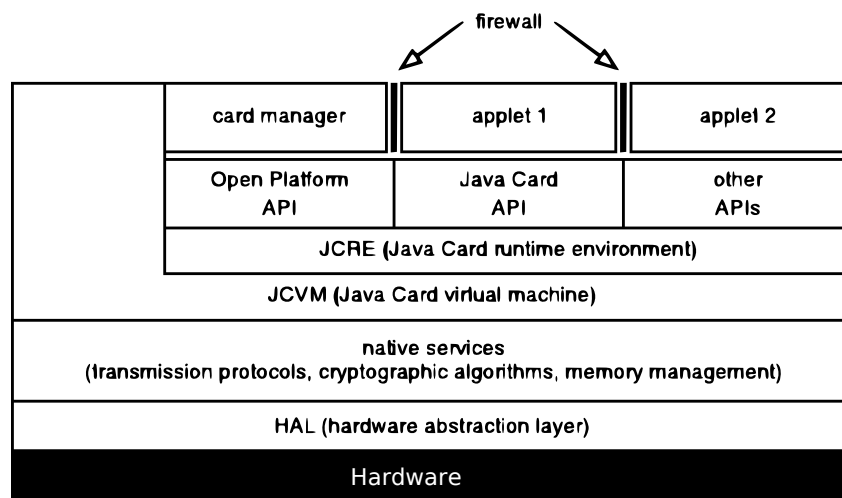 firewall
card manager
applet 1
applet 2
Open Platform
API
Java Card
API
other
APIs
JCRE (Java Card runtime environment)
JCVM (Java Card virtual machine)
native services
(transmission protocols, cryptographic algorithms, memory management)
HAL (hardware abstraction layer)
Hardware